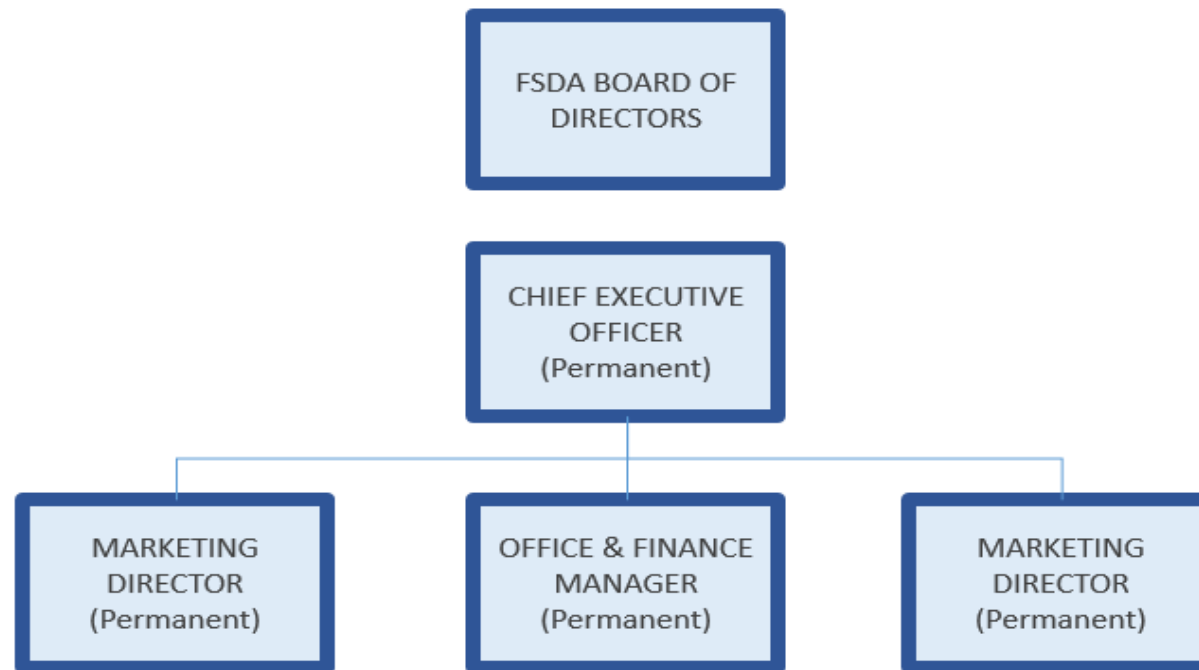 FSDA BOARD OF
DIRECTORS
CHIEF EXECUTIVE
OFFICER
(Permanent)
MARKETING
DIRECTOR
(Permanent)
OFFICE & FINANCE
MANAGER
(Permanent)
MARKETING
DIRECTOR
(Permanent)